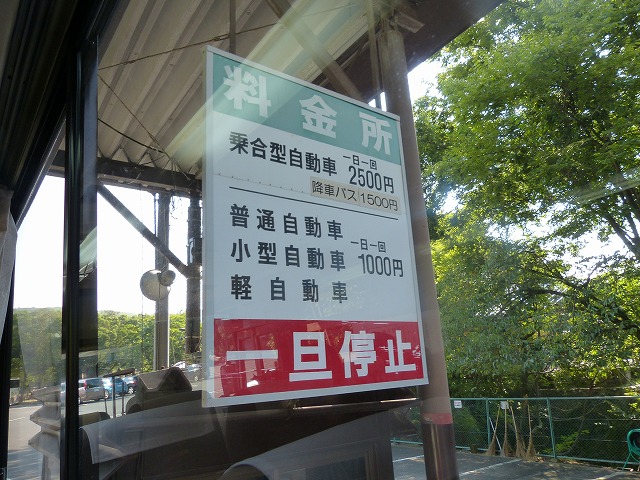 料金所
乗合型自動車 一日一回 2500円
降車バス1500円
普通自動車
小型自動車 一日一回 1000円
軽自動車
一旦停止